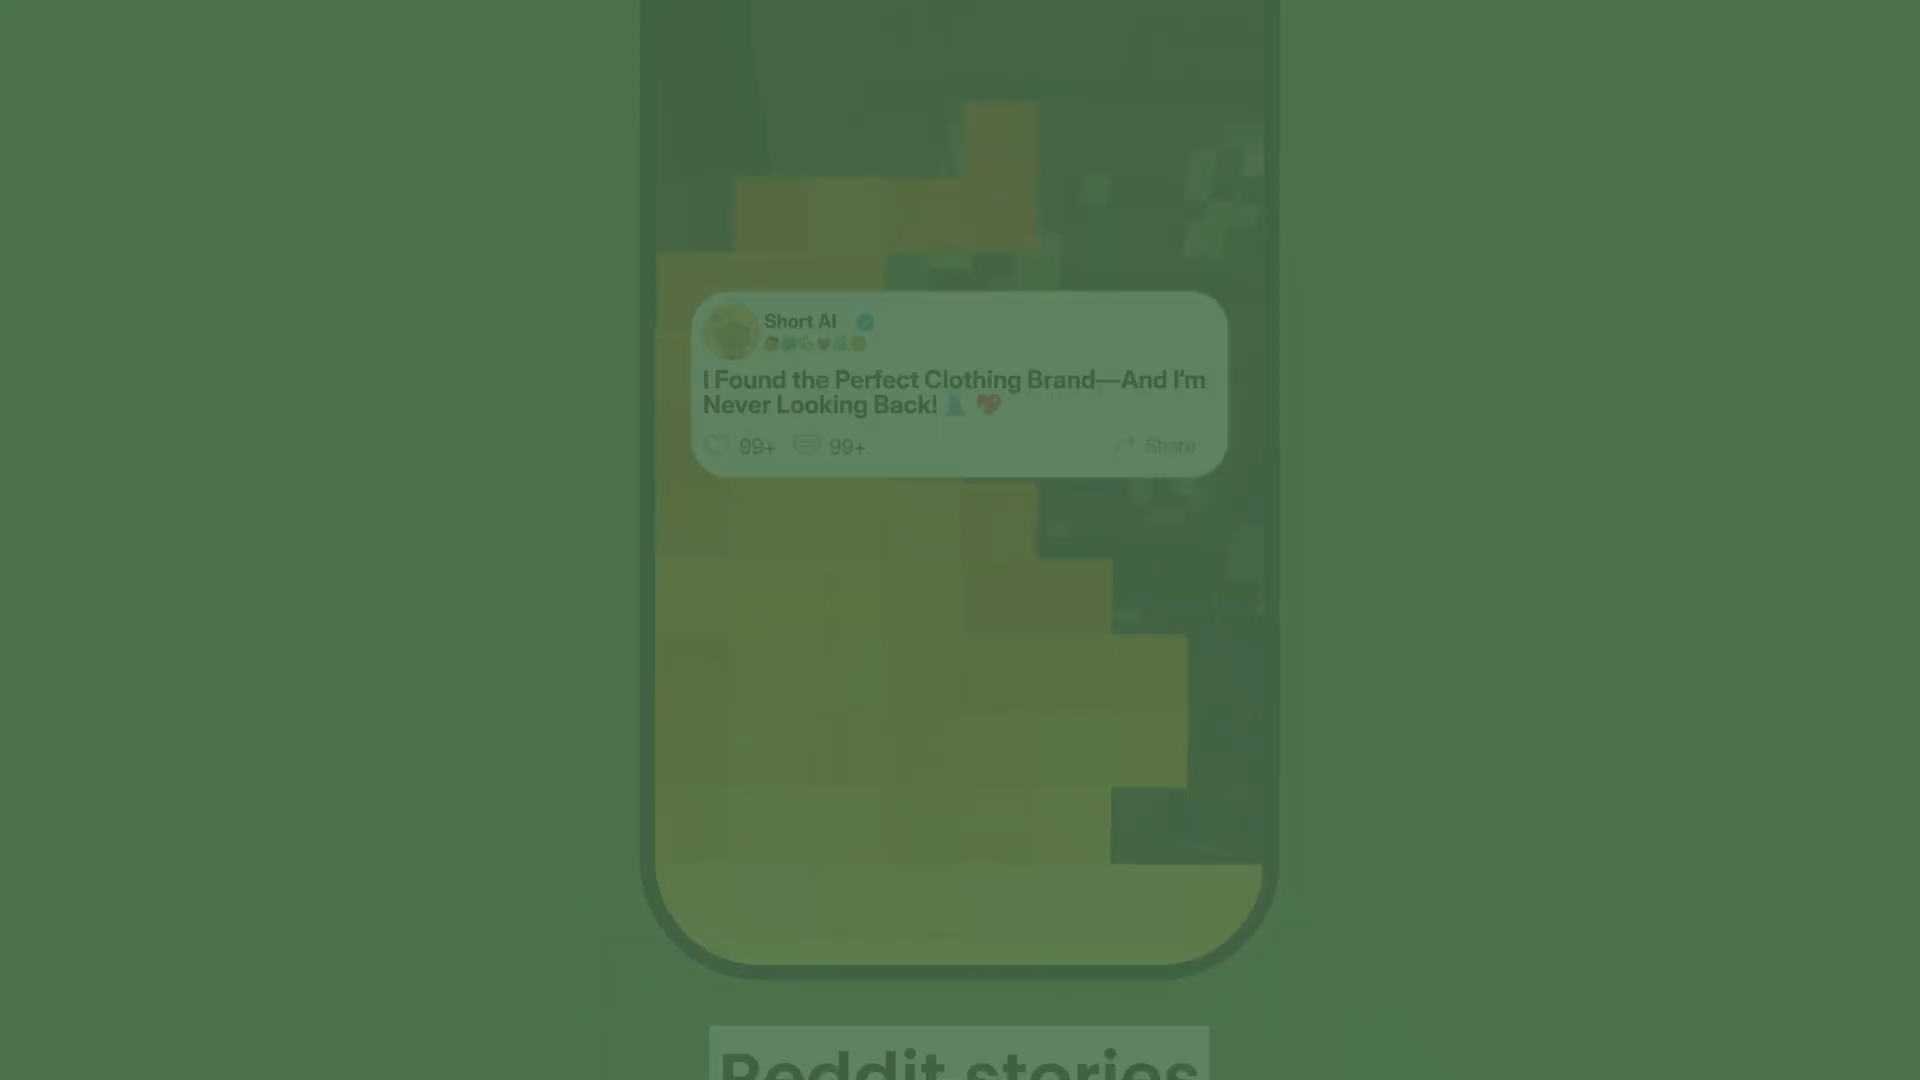 Short AI
I Found the Perfect Clothing Brand—And I'm
Never Looking Back!
99+ 99+ Share
Reddit stories